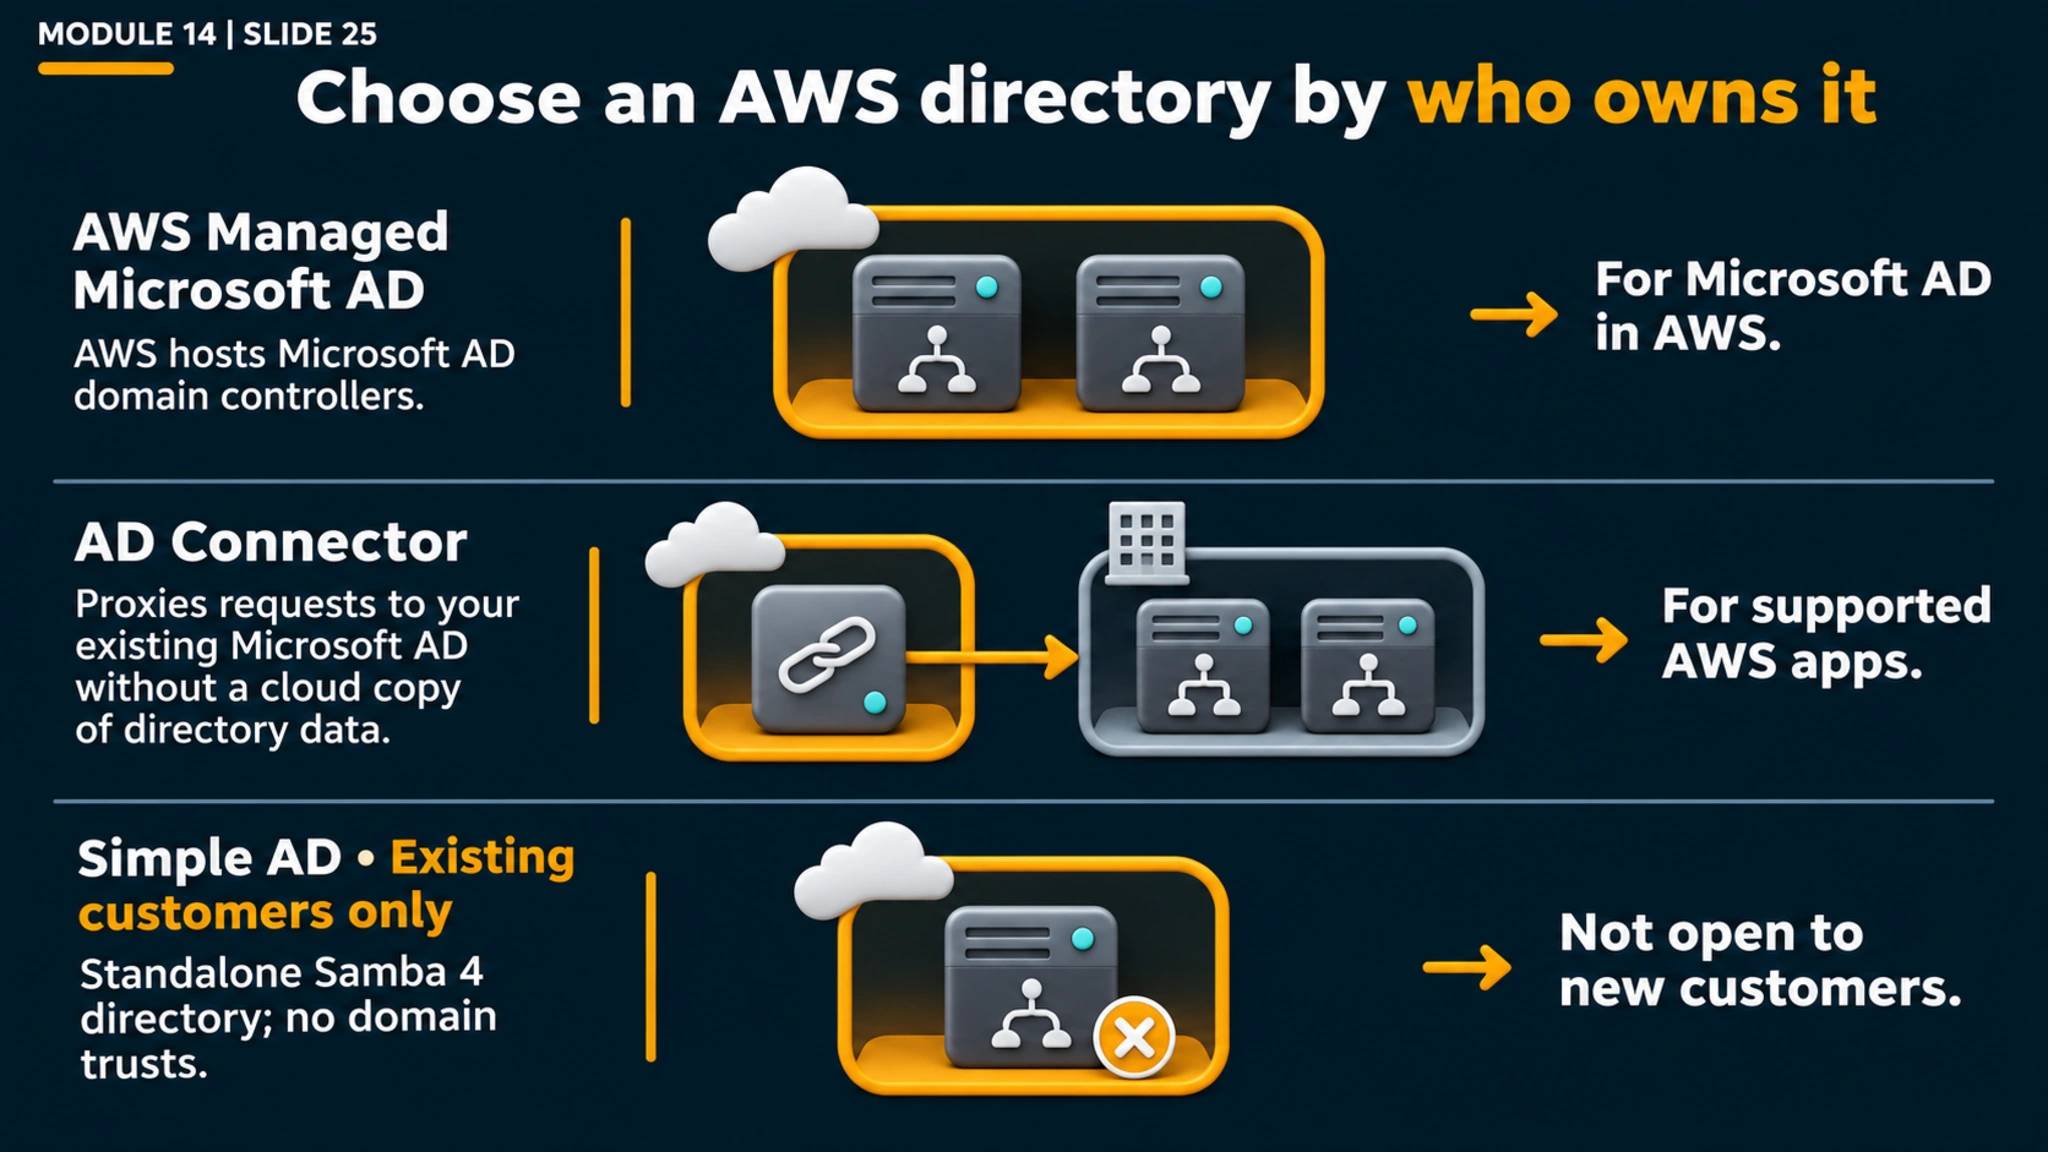 MODULE 14 | SLIDE 25
Choose an AWS directory by who owns it
AWS Managed
Microsoft AD
AWS hosts Microsoft AD
domain controllers.
For Microsoft AD
in AWS.
AD Connector
Proxies requests to your
existing Microsoft AD
without a cloud copy
of directory data.
For supported
AWS apps.
Simple AD • Existing
customers only
Standalone Samba 4
directory; no domain
trusts.
Not open to
new customers.